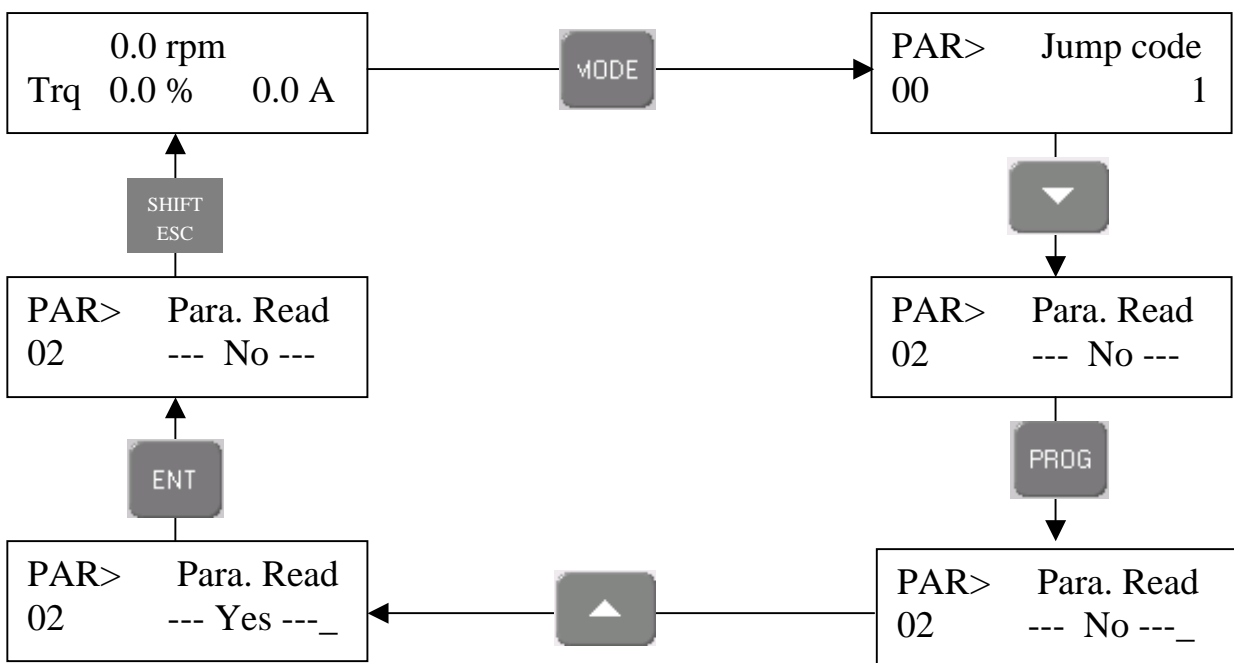 0.0 rpm
Trq 0.0 % 0.0 A
MODE
PAR> Jump code
00 1
SHIFT
ESC
PAR> Para. Read
02 --- No ---
PAR> Para. Read
02 --- No ---
ENT
PROG
PAR> Para. Read
02 --- Yes ---_
PAR> Para. Read
02 --- No ---_